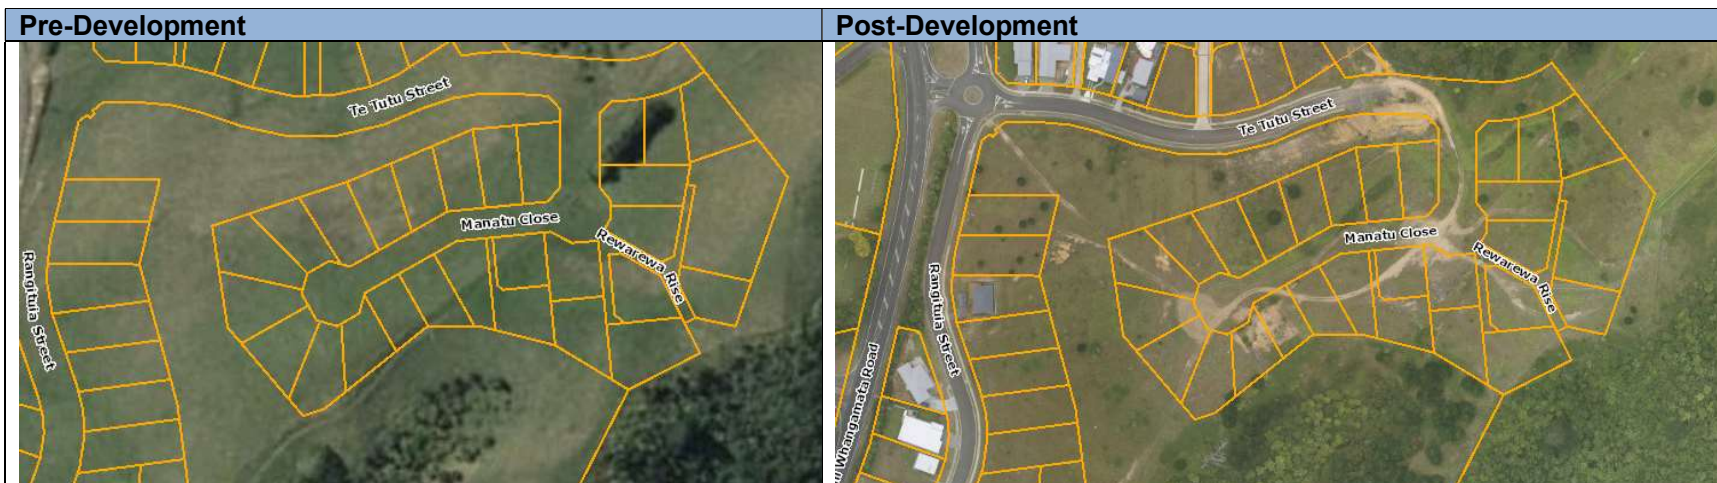 Pre-Development
Post-Development
Te Tutu Street
Manatu Close
Rewarewa Rise
Rangituia Street
Te Tutu Street
Manatu Close
Rewarewa Rise
Rangituia Street
Whangamata Road